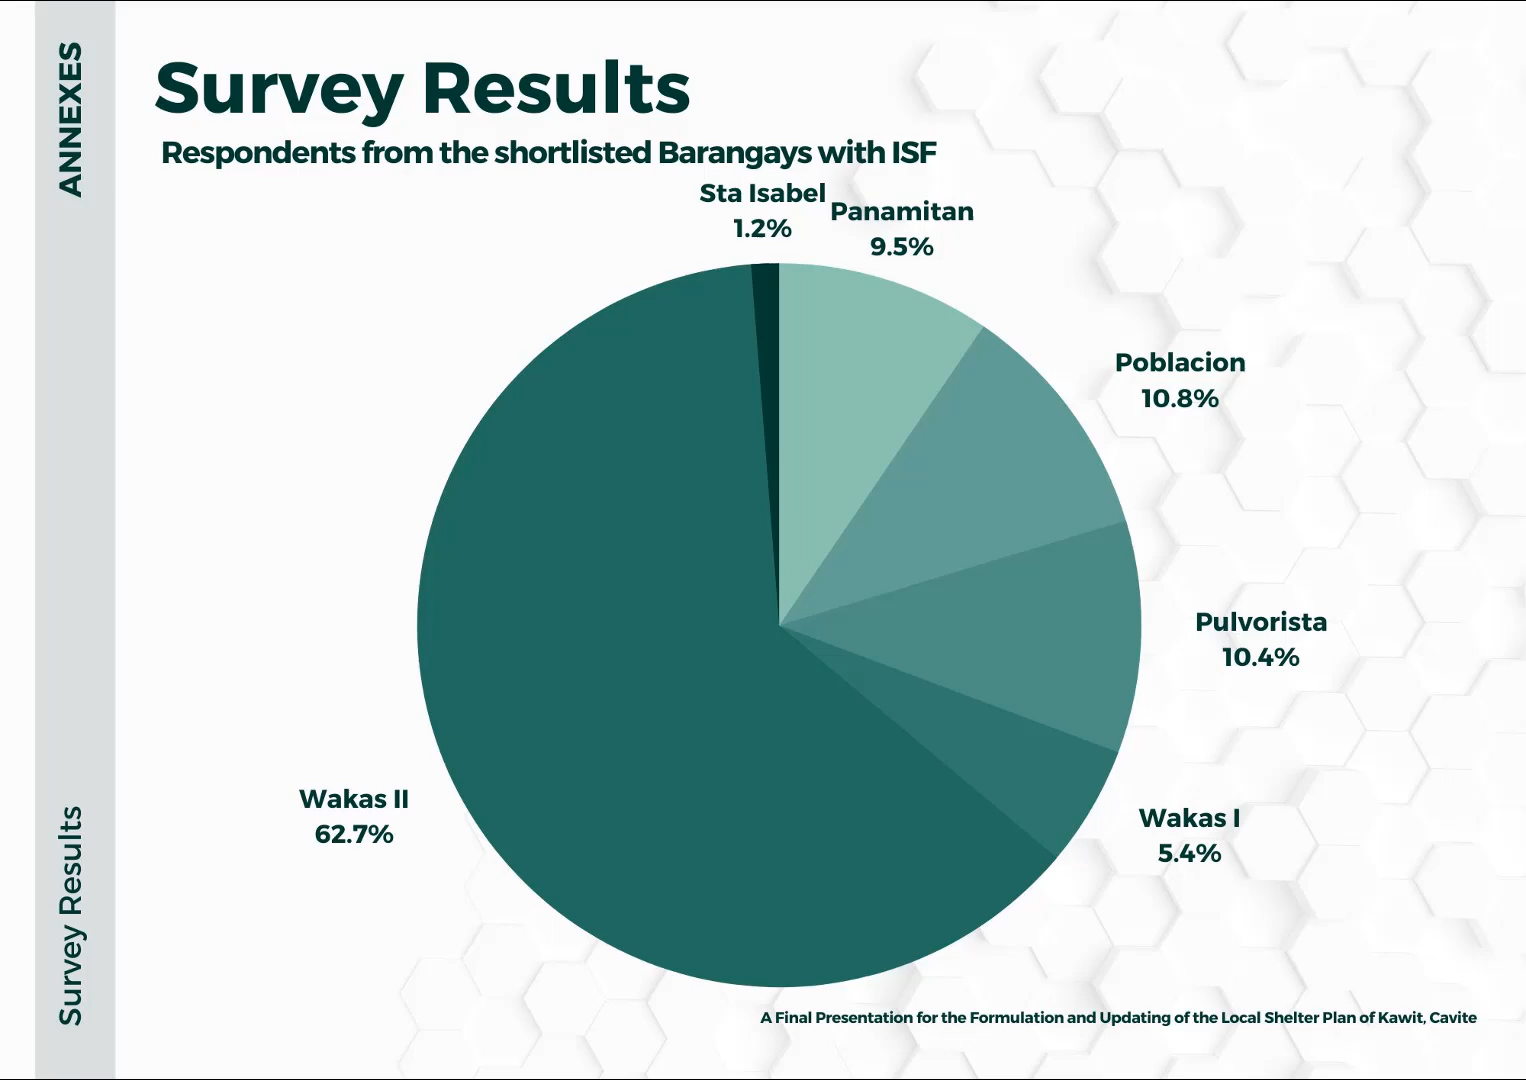 ANNEXES
Survey Results
Survey Results
Respondents from the shortlisted Barangays with ISF
Sta Isabel
1.2%
Panamitan
9.5%
Poblacion
10.8%
Pulvorista
10.4%
Wakas I
5.4%
Wakas II
62.7%
A Final Presentation for the Formulation and Updating of the Local Shelter Plan of Kawit, Cavite